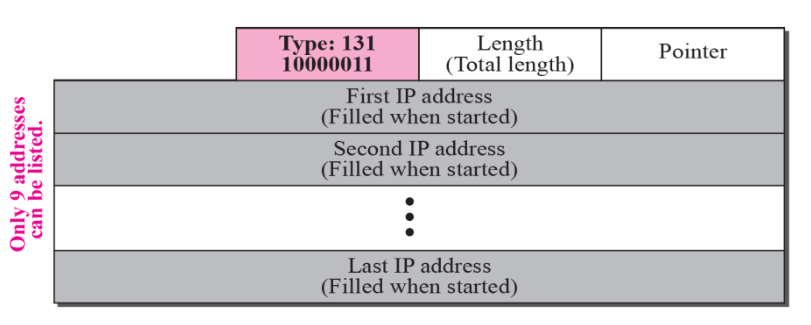 Type: 131
10000011
Length
(Total length)
Pointer
Only 9 addresses
can be listed.
First IP address
(Filled when started)
Second IP address
(Filled when started)
Last IP address
(Filled when started)